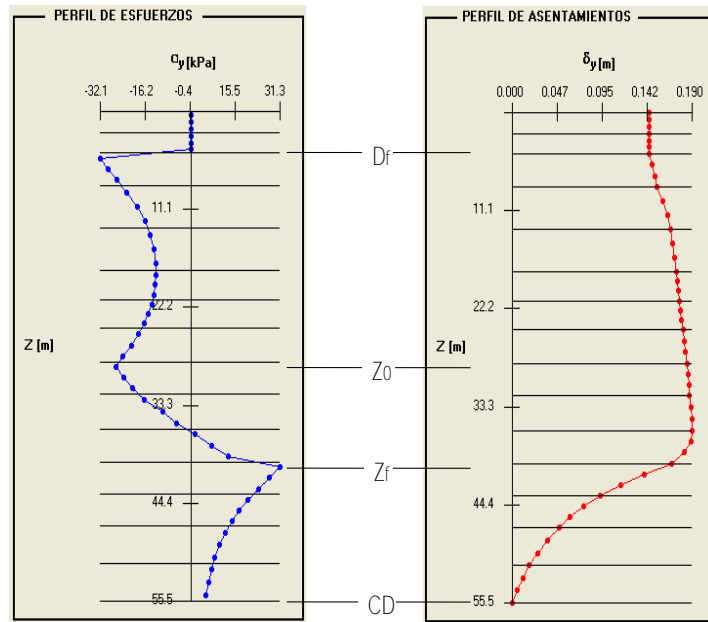 PERFIL DE ESFUERZOS
σy [kPa]
-32.1 -16.2 -0.4 15.5 31.3
11.1
22.2
Z [m]
33.3
44.4
55.5
Df
Z0
Zf
CD
PERFIL DE ASENTAMIENTOS
δy [m]
0.000 0.047 0.095 0.142 0.190
11.1
22.2
Z [m]
33.3
44.4
55.5